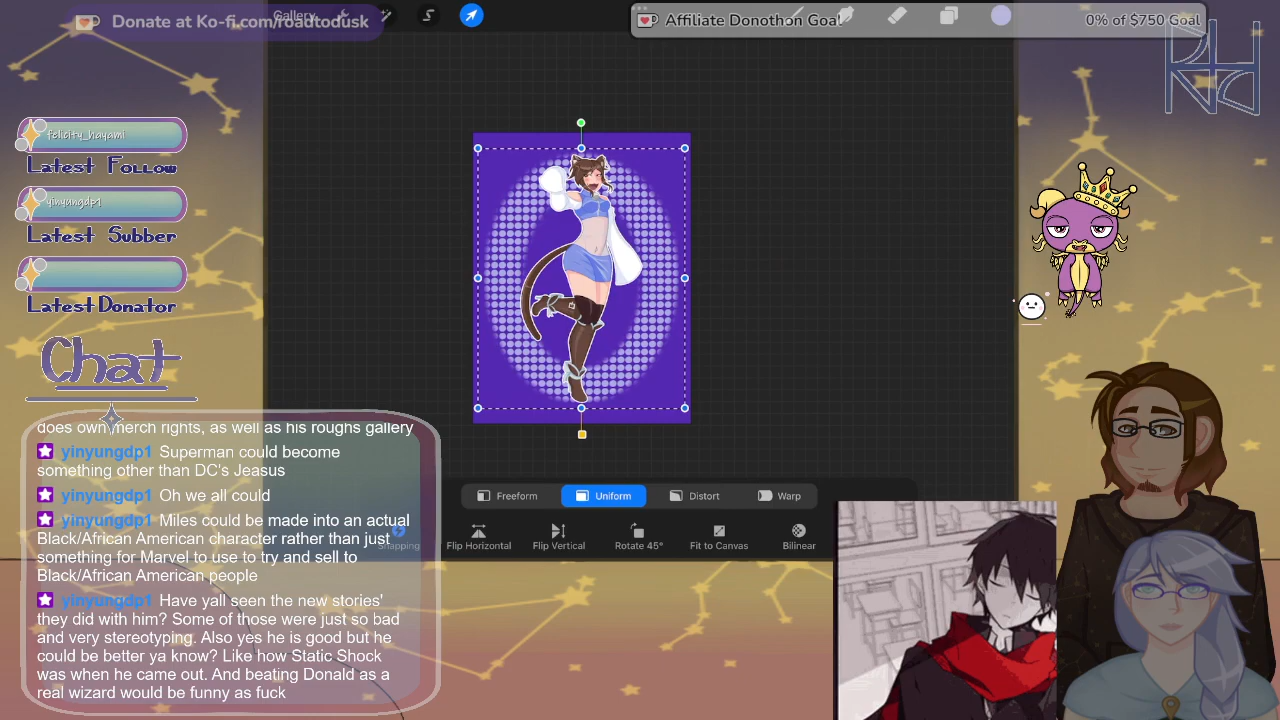 Donate at Ko-fi.com/roadtodusk
Gallery
Affiliate Donothon Goal
0% of $750 Goal
felicity_hayami
Latest Follow
yinyungdp1
Latest Subber
Latest Donator
Chat
does own merch rights, as well as his roughs gallery
yinyungdp1 Superman could become
something other than DC's Jeasus
yinyungdp1 Oh we all could
yinyungdp1 Miles could be made into an actual
Black/African American character rather than just
something for Marvel to use to try and sell to
Black/African American people
yinyungdp1 Have yall seen the new stories'
they did with him? Some of those were just so bad
and very stereotyping. Also yes he is good but he
could be better ya know? Like how Static Shock
was when he came out. And beating Donald as a
real wizard would be funny as fuck
Freeform
Uniform
Distort
Warp
Snapping
Flip Horizontal
Flip Vertical
Rotate 45°
Fit to Canvas
Bilinear